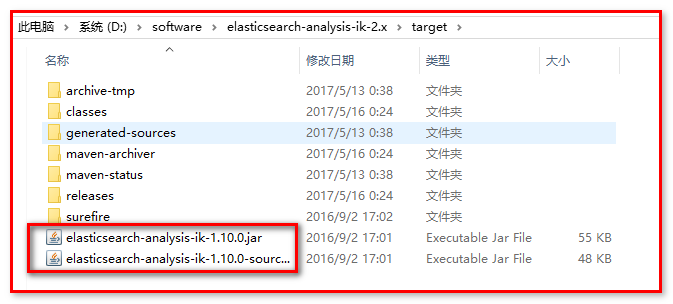 此电脑 > 系统 (D:) > software > elasticsearch-analysis-ik-2.x > target >
名称 修改日期 类型 大小
archive-tmp 2017/5/13 0:38 文件夹
classes 2017/5/16 0:24 文件夹
generated-sources 2017/5/13 0:38 文件夹
maven-archiver 2017/5/16 0:24 文件夹
maven-status 2017/5/13 0:38 文件夹
releases 2017/5/16 0:24 文件夹
surefire 2016/9/2 17:02 文件夹
elasticsearch-analysis-ik-1.10.0.jar 2016/9/2 17:01 Executable Jar File 55 KB
elasticsearch-analysis-ik-1.10.0-sourc... 2016/9/2 17:01 Executable Jar File 48 KB